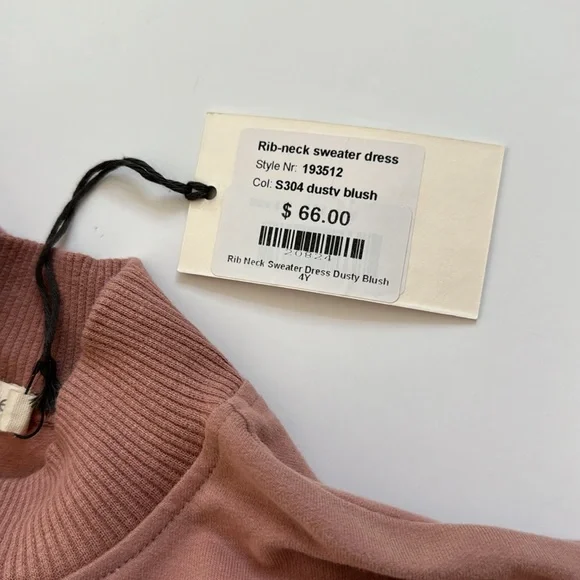 Rib-neck sweater dress
Style Nr: 193512
Col: S304 dusty blush
$ 66.00
20824
Rib Neck Sweater Dress Dusty Blush
4Y